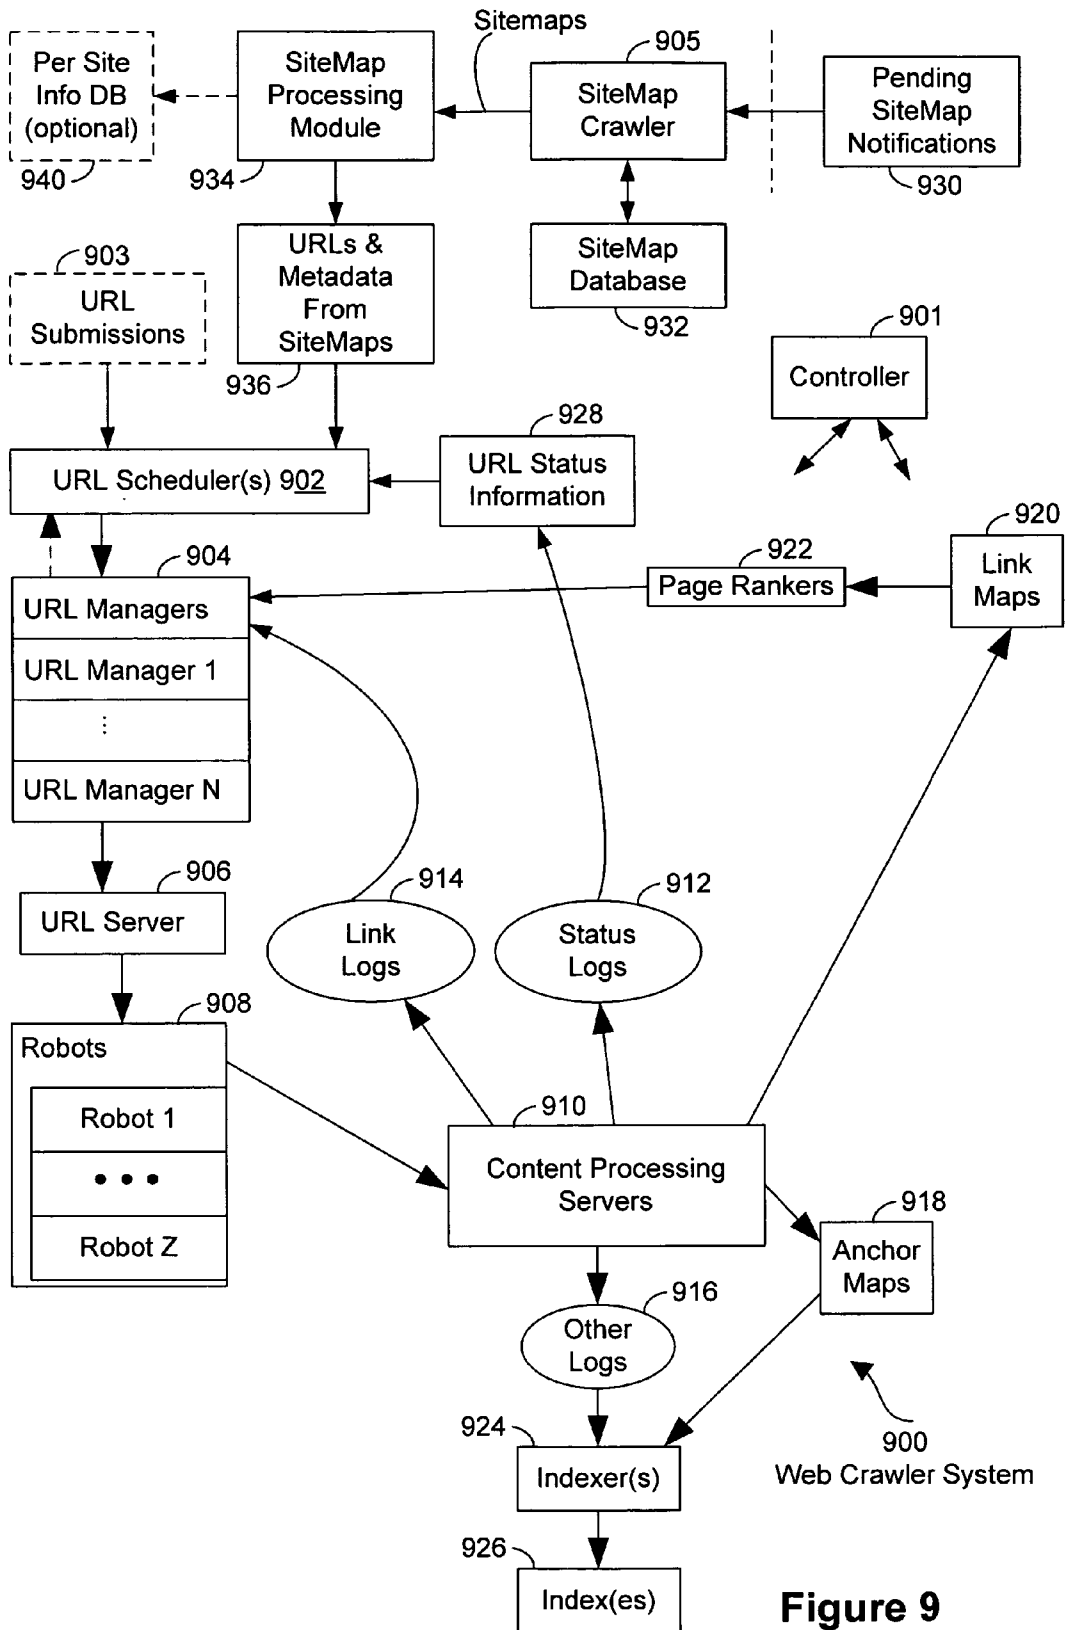 Sitemaps
905
Per Site
Info DB
(optional)
940
SiteMap
Processing
Module
934
SiteMap
Crawler
Pending
SiteMap
Notifications
930
903
URL
Submissions
URLs &
Metadata
From
SiteMaps
936
SiteMap
Database
932
901
Controller
928
URL Status
Information
URL Scheduler(s) 902
920
Link
Maps
922
Page Rankers
904
URL Managers
URL Manager 1
⋮
URL Manager N
906
URL Server
914
Link
Logs
912
Status
Logs
908
Robots
Robot 1
• • •
Robot Z
910
Content Processing
Servers
918
Anchor
Maps
916
Other
Logs
900
Web Crawler System
924
Indexer(s)
926
Index(es)
Figure 9